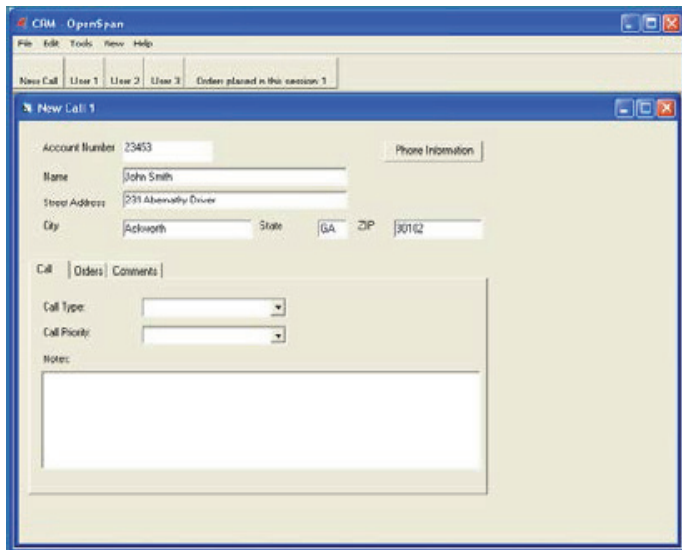 CRM - OpenSpan
File Edit Tools New Help
New Call User 1 User 2 User 3 Orders placed in this session 1
New Call 1
Account Number 23453 Phone Information
Name John Smith
Street Address 231 Abernathy Driver
City Ackworth State GA ZIP 30102
Call Orders Comments
Call Type:
Call Priority:
Notes: